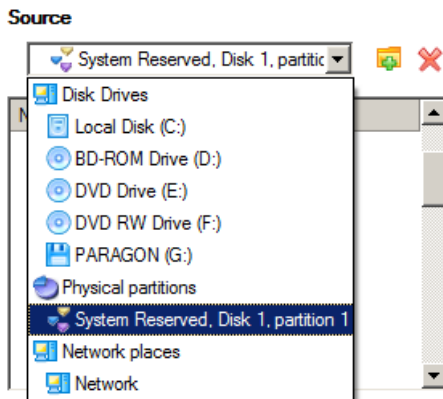 Source
System Reserved, Disk 1, partitic
N
Disk Drives
Local Disk (C:)
BD-ROM Drive (D:)
DVD Drive (E:)
DVD RW Drive (F:)
PARAGON (G:)
Physical partitions
System Reserved, Disk 1, partition 1
Network places
Network